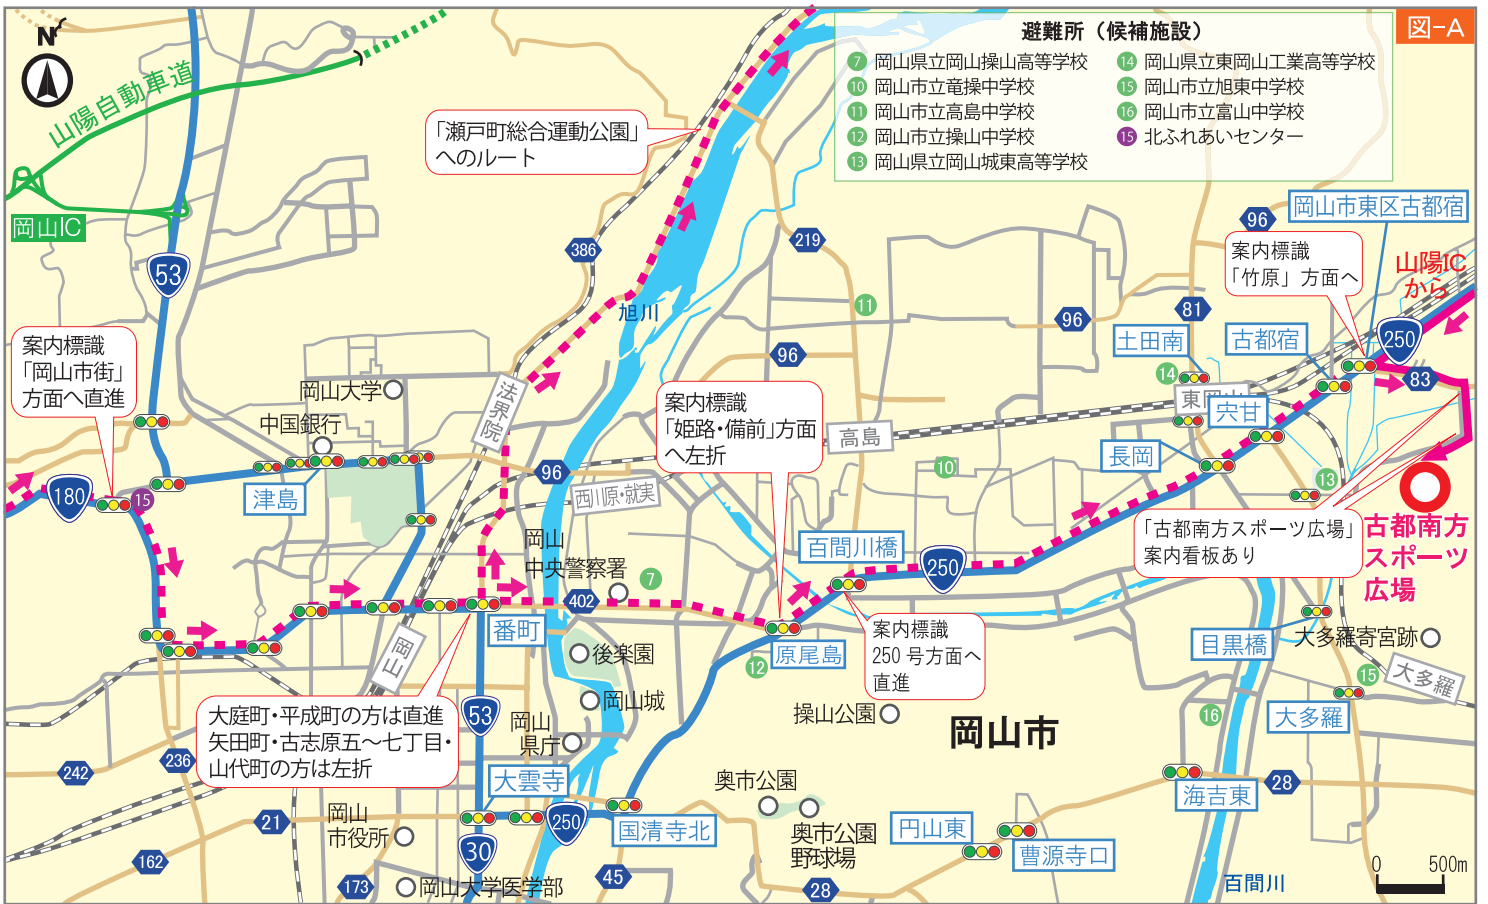 図-A
N
避難所（候補施設）
7 岡山県立岡山操山高等学校
10 岡山市立竜操中学校
11 岡山市立高島中学校
12 岡山市立操山中学校
13 岡山県立岡山城東高等学校
14 岡山県立東岡山工業高等学校
15 岡山市立旭東中学校
16 岡山市立富山中学校
15 北ふれあいセンター
山陽自動車道
岡山IC
53
「瀬戸町総合運動公園」
へのルート
386
219
96
岡山市東区古都宿
案内標識
「竹原」方面へ
山陽IC
から
250
83
旭川
11
96
81
土田南
古都宿
96
14
案内標識
「岡山市街」
方面へ直進
岡山大学
中国銀行
法界院
案内標識
「姫路・備前」方面
へ左折
高島
宍甘
長岡
10
13
180
15
津島
96
西川原・就実
古都南方
スポーツ
広場
「古都南方スポーツ広場」
案内看板あり
岡山
中央警察署
7
百間川橋
250
402
番町
岡山
後楽園
12
原尾島
案内標識
250 号方面へ
直進
目黒橋
大多羅寄宮跡
15
大多羅
大多羅
16
大庭町・平成町の方は直進
矢田町・古志原五～七丁目・
山代町の方は左折
53
岡山城
岡山
県庁
操山公園
岡山市
242
236
大雲寺
奥市公園
28
海吉東
21
岡山
市役所
250
国清寺北
奥市公園
野球場
円山東
曹源寺口
162
30
173
岡山大学医学部
45
28
百間川
0
500m